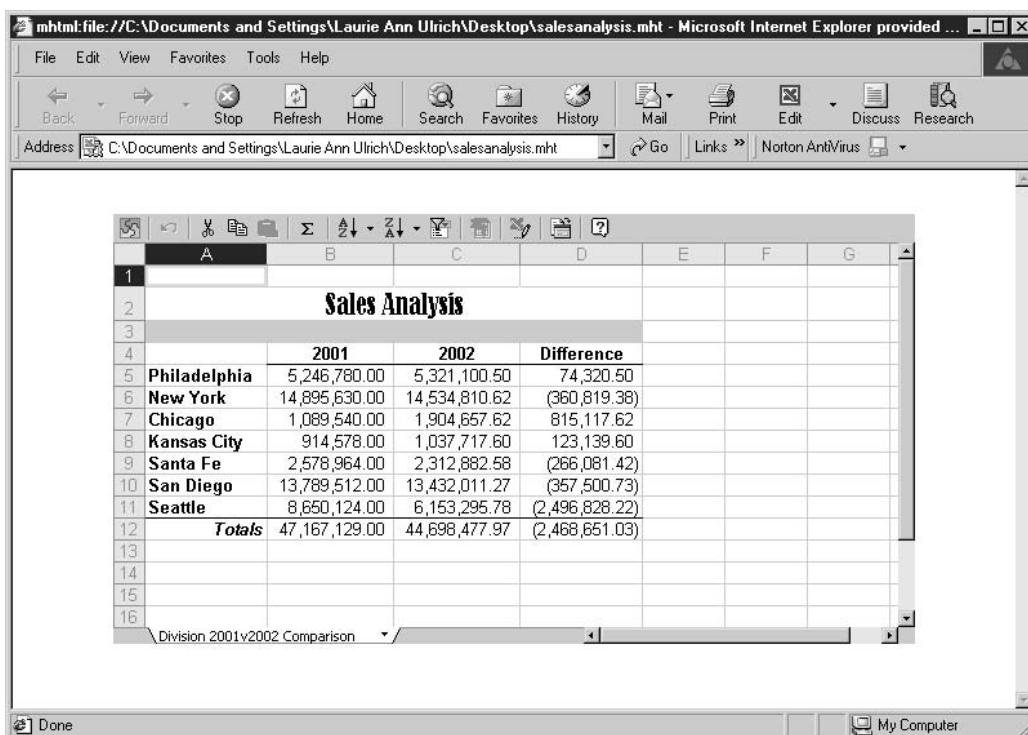 mhtml:file://C:\Documents and Settings\Laurie Ann Ulrich\Desktop\salesanalysis.mht - Microsoft Internet Explorer provided ...
File Edit View Favorites Tools Help
Back Forward Stop Refresh Home Search Favorites History Mail Print Edit Discuss Research
Address C:\Documents and Settings\Laurie Ann Ulrich\Desktop\salesanalysis.mht Go Links » Norton AntiVirus
A B C D E F G
1
2 Sales Analysis
3
4 2001 2002 Difference
5 Philadelphia 5,246,780.00 5,321,100.50 74,320.50
6 New York 14,895,630.00 14,534,810.62 (360,819.38)
7 Chicago 1,089,540.00 1,904,657.62 815,117.62
8 Kansas City 914,578.00 1,037,717.60 123,139.60
9 Santa Fe 2,578,964.00 2,312,882.58 (266,081.42)
10 San Diego 13,789,512.00 13,432,011.27 (357,500.73)
11 Seattle 8,650,124.00 6,153,295.78 (2,496,828.22)
12 Totals 47,167,129.00 44,698,477.97 (2,468,651.03)
13
14
15
16
Division 2001v2002 Comparison
Done My Computer